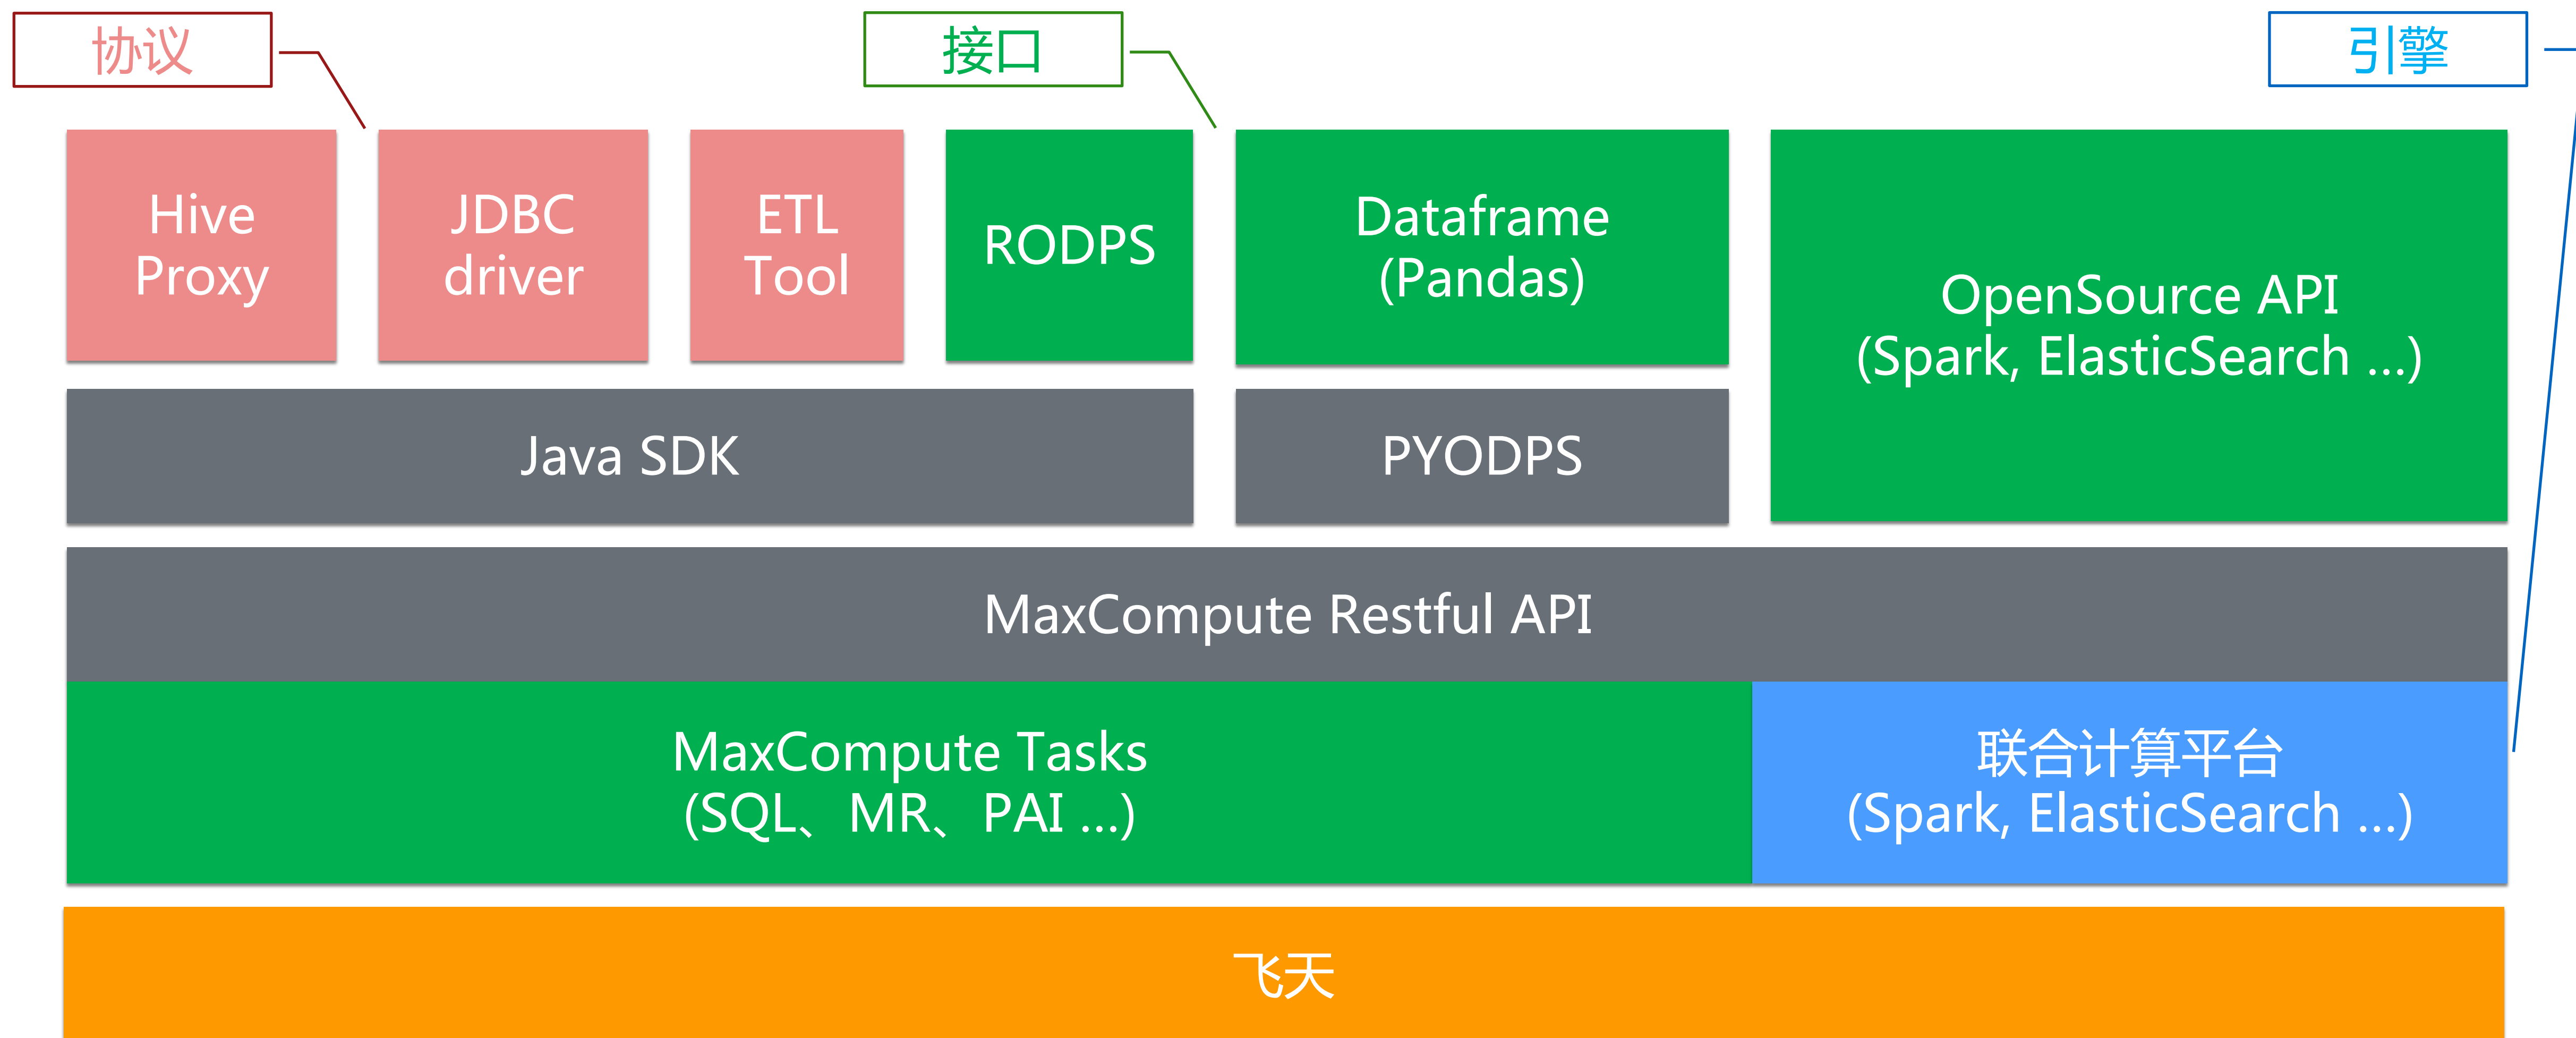 协议
接口
引擎
Hive
Proxy
JDBC
driver
ETL
Tool
RODPS
Dataframe
(Pandas)
OpenSource API
(Spark, ElasticSearch ...)
Java SDK
PYODPS
MaxCompute Restful API
MaxCompute Tasks
(SQL、MR、PAI ...)
联合计算平台
(Spark, ElasticSearch ...)
飞天